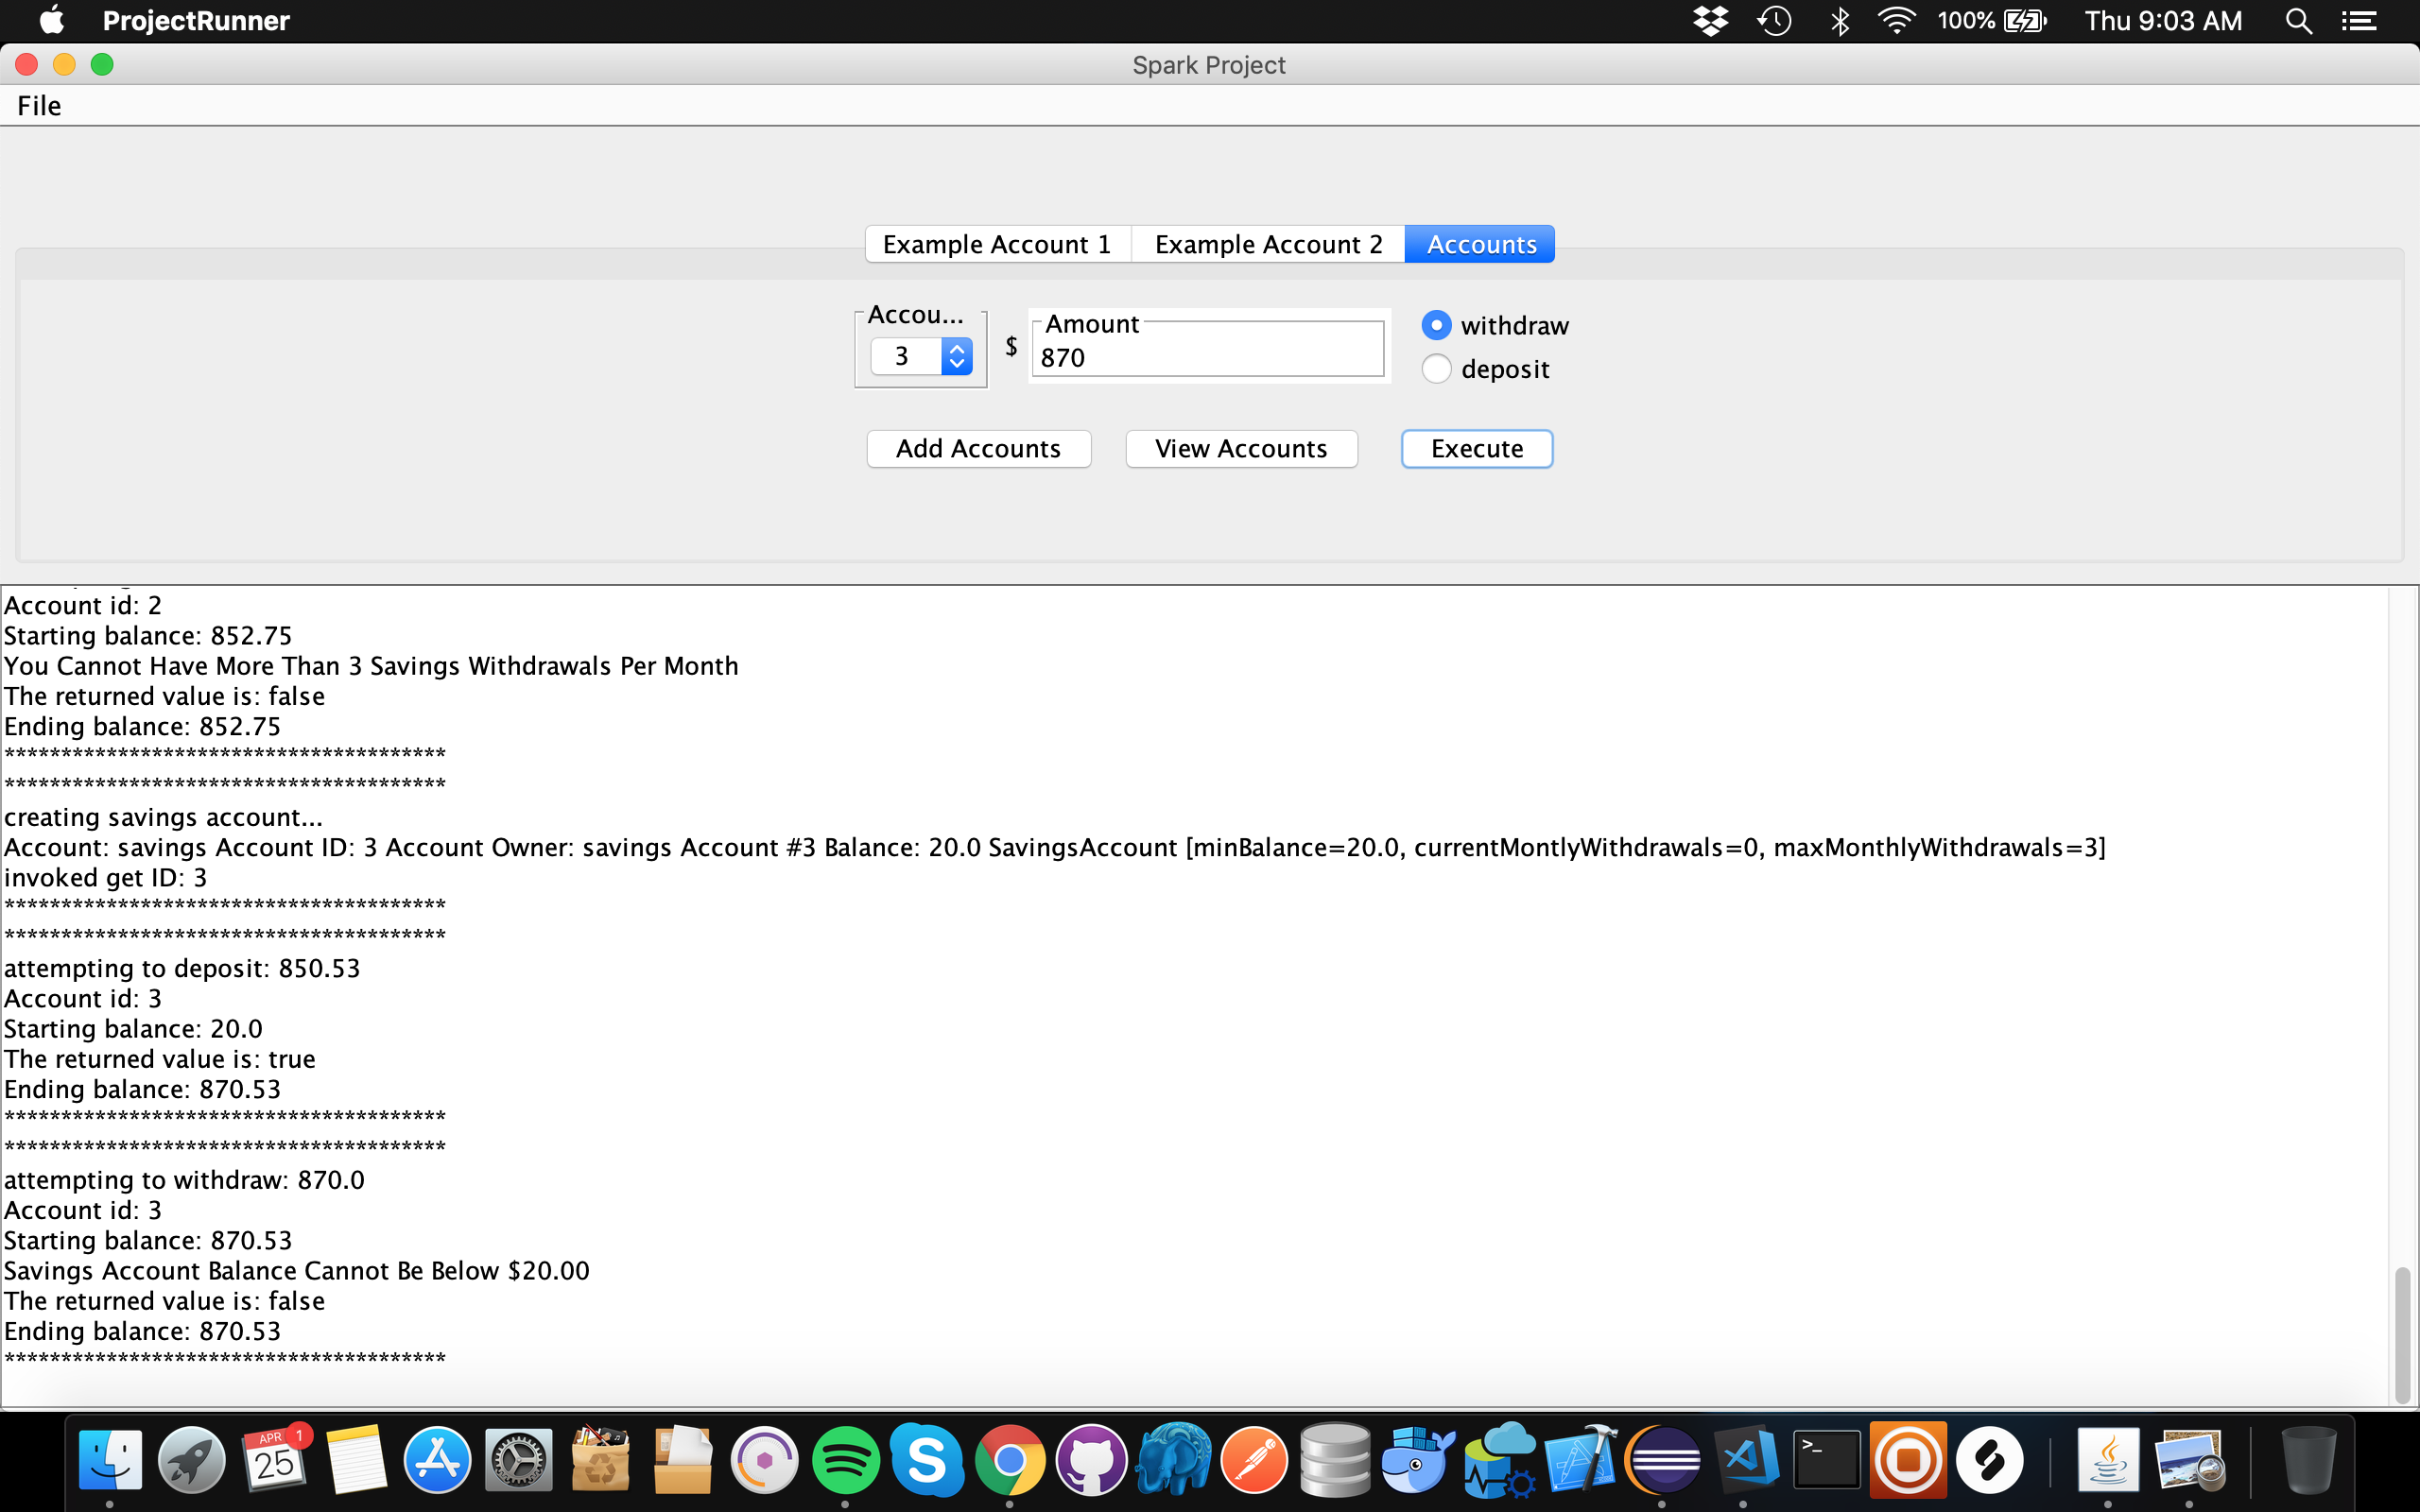 ProjectRunner 100% Thu 9:03 AM
Spark Project
File
Example Account 1 Example Account 2 Accounts
Accou... Amount withdraw
3 $ 870 deposit
Add Accounts View Accounts Execute
Account id: 2
Starting balance: 852.75
You Cannot Have More Than 3 Savings Withdrawals Per Month
The returned value is: false
Ending balance: 852.75
***************************************
***************************************
creating savings account...
Account: savings Account ID: 3 Account Owner: savings Account #3 Balance: 20.0 SavingsAccount [minBalance=20.0, currentMontlyWithdrawals=0, maxMonthlyWithdrawals=3]
invoked get ID: 3
***************************************
***************************************
attempting to deposit: 850.53
Account id: 3
Starting balance: 20.0
The returned value is: true
Ending balance: 870.53
***************************************
***************************************
attempting to withdraw: 870.0
Account id: 3
Starting balance: 870.53
Savings Account Balance Cannot Be Below $20.00
The returned value is: false
Ending balance: 870.53
***************************************
APR 1
25
>_